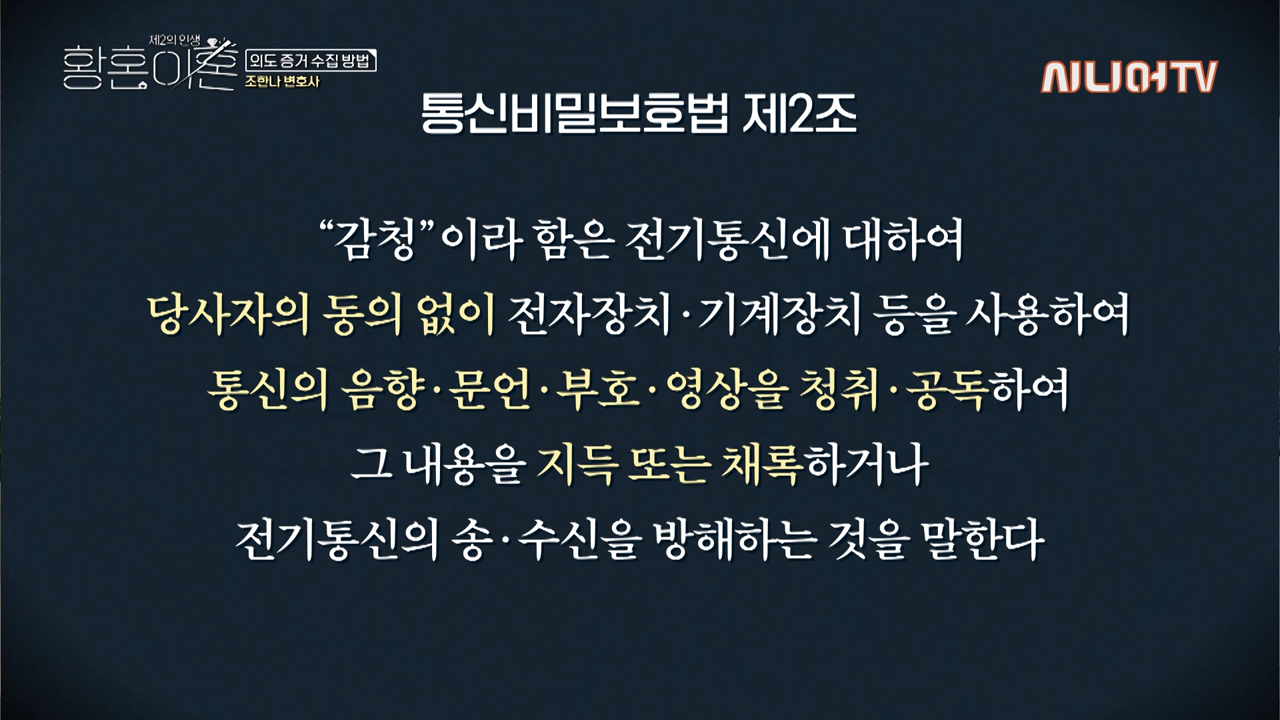 제2의 인생
황혼이혼
외도 증거 수집 방법
조한나 변호사
시니어TV
통신비밀보호법 제2조
“감청”이라 함은 전기통신에 대하여
당사자의 동의 없이 전자장치·기계장치 등을 사용하여
통신의 음향·문언·부호·영상을 청취·공독하여
그 내용을 지득 또는 채록하거나
전기통신의 송·수신을 방해하는 것을 말한다